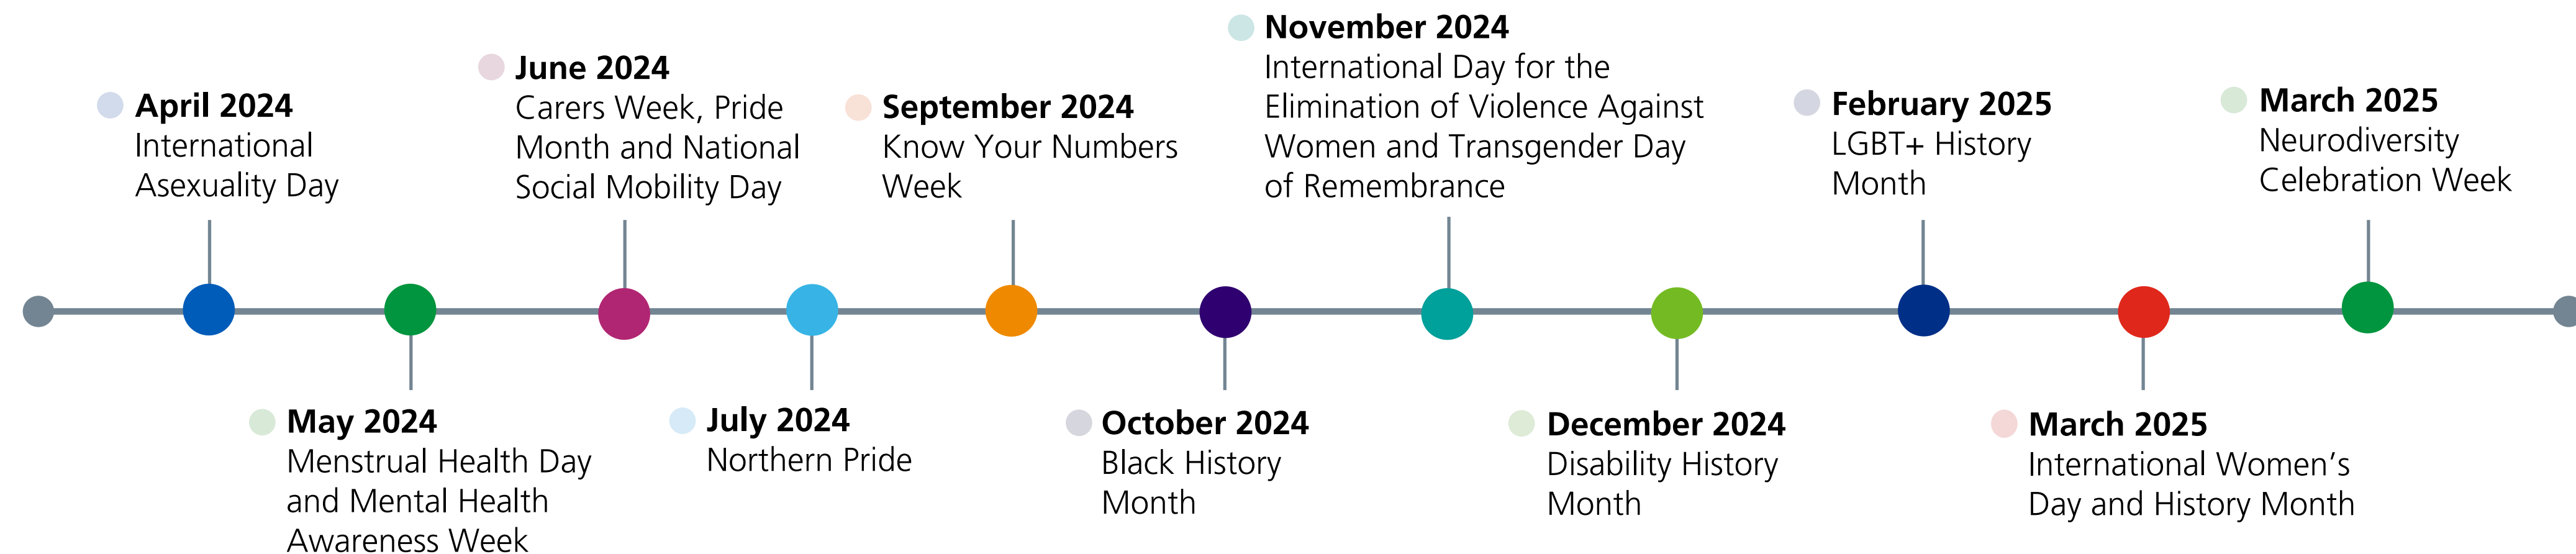 April 2024
International
Asexuality Day
May 2024
Menstrual Health Day
and Mental Health
Awareness Week
June 2024
Carers Week, Pride
Month and National
Social Mobility Day
July 2024
Northern Pride
September 2024
Know Your Numbers
Week
October 2024
Black History
Month
November 2024
International Day for the
Elimination of Violence Against
Women and Transgender Day
of Remembrance
December 2024
Disability History
Month
February 2025
LGBT+ History
Month
March 2025
International Women’s
Day and History Month
March 2025
Neurodiversity
Celebration Week